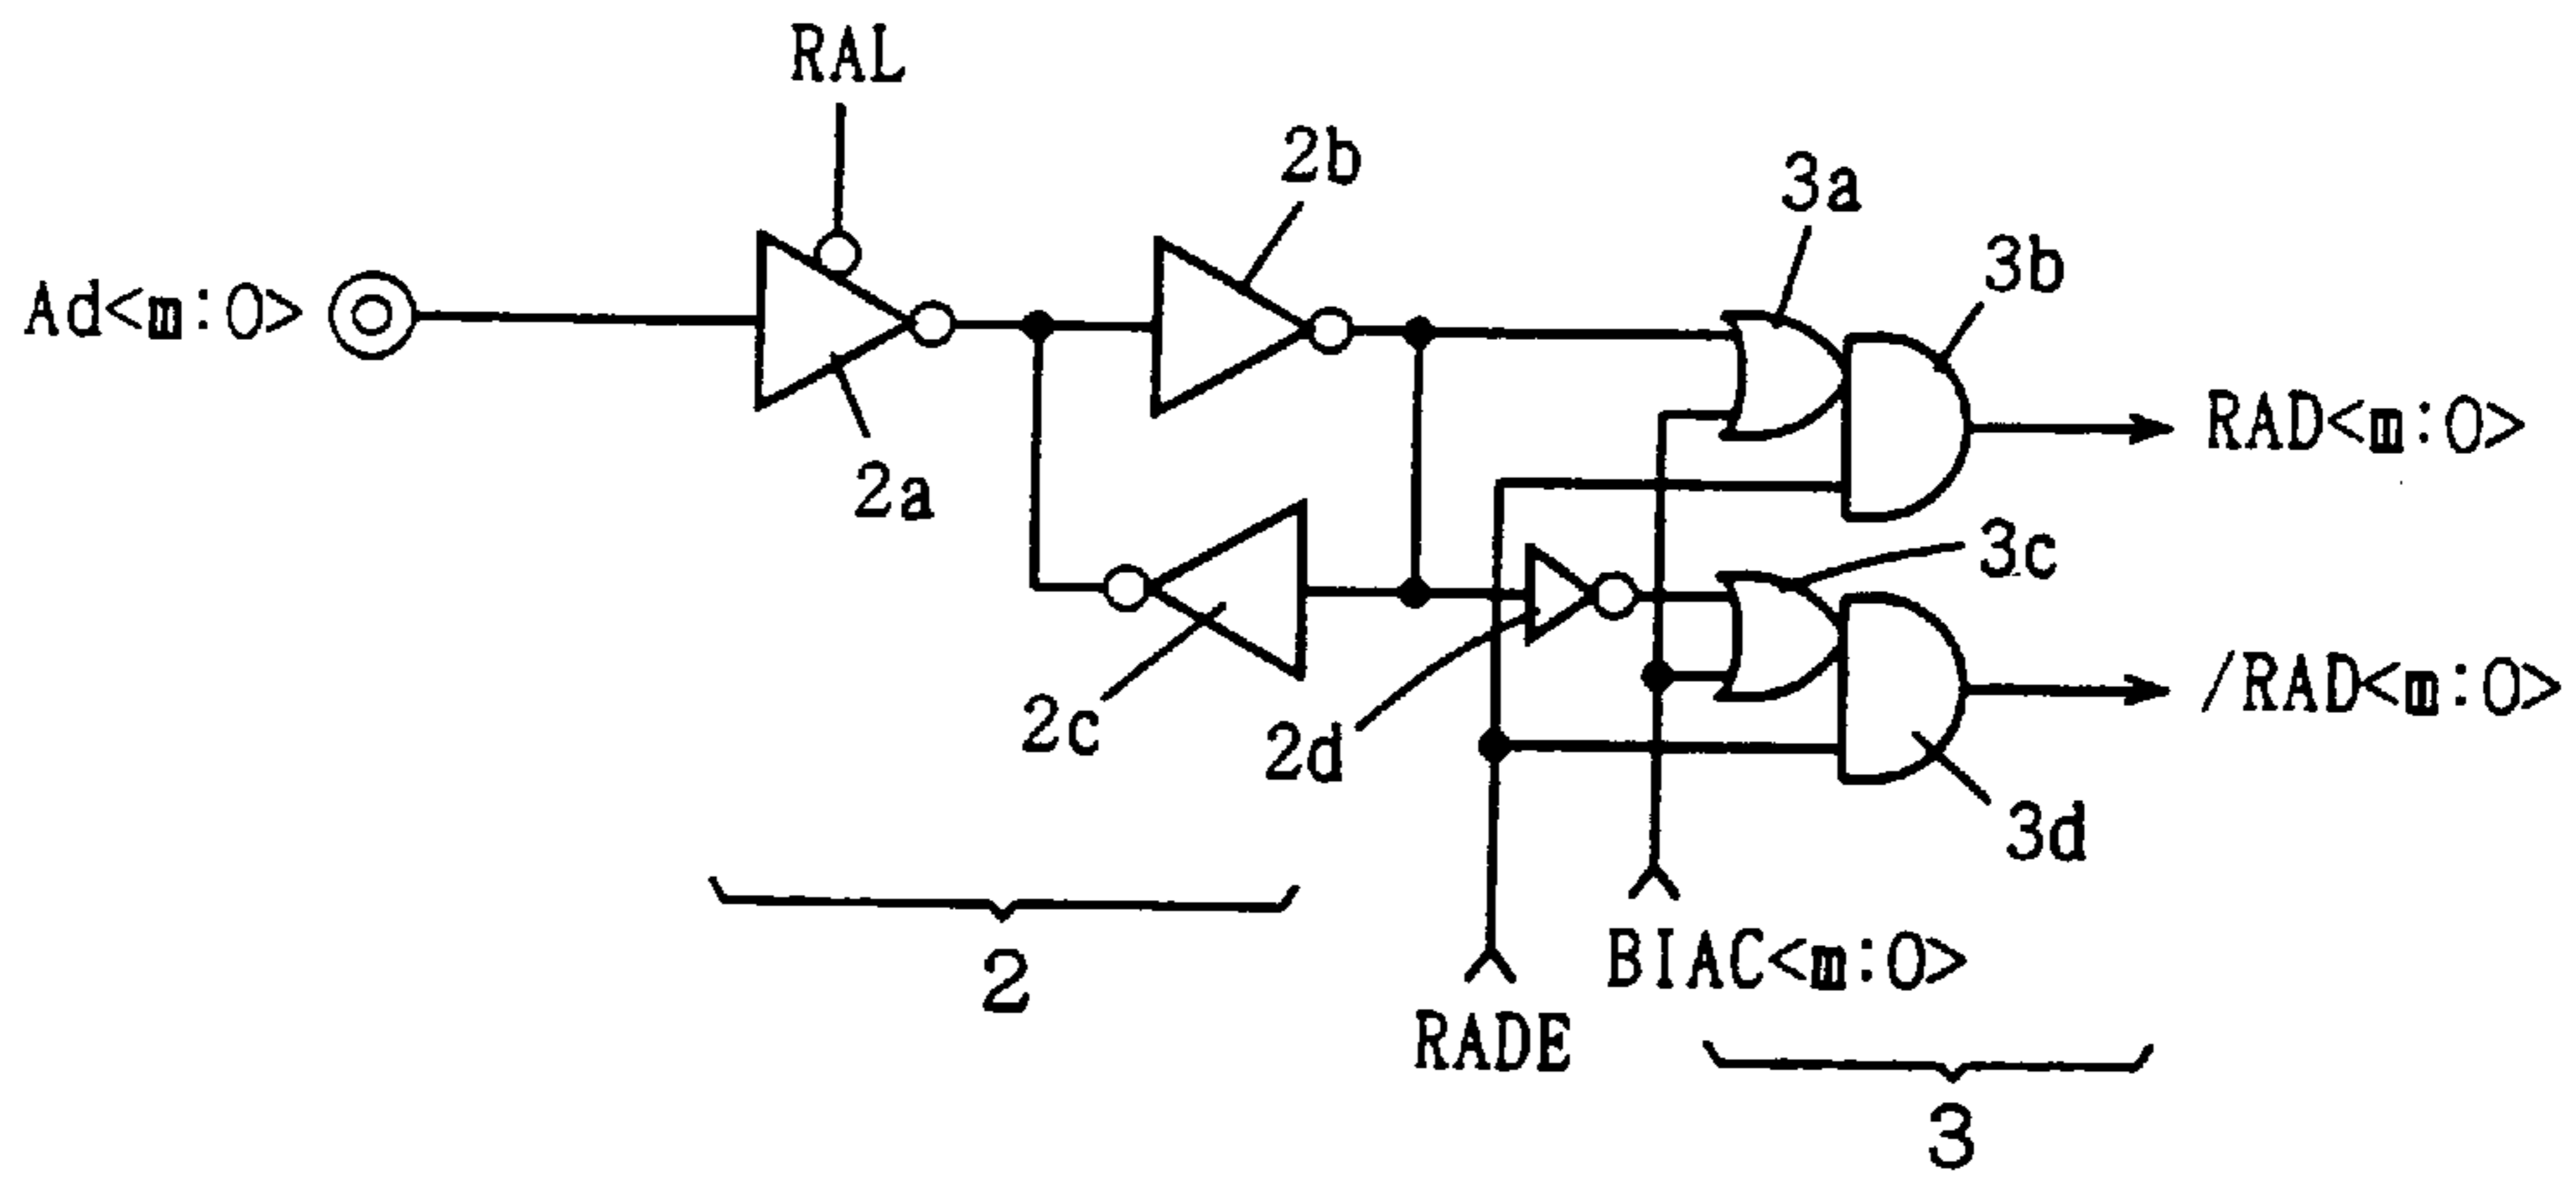 RAL
2b
3a
3b
Ad<m:0>
RAD<m:0>
2a
3c
2c
2d
/RAD<m:0>
3d
2
BIAC<m:0>
RADE
3